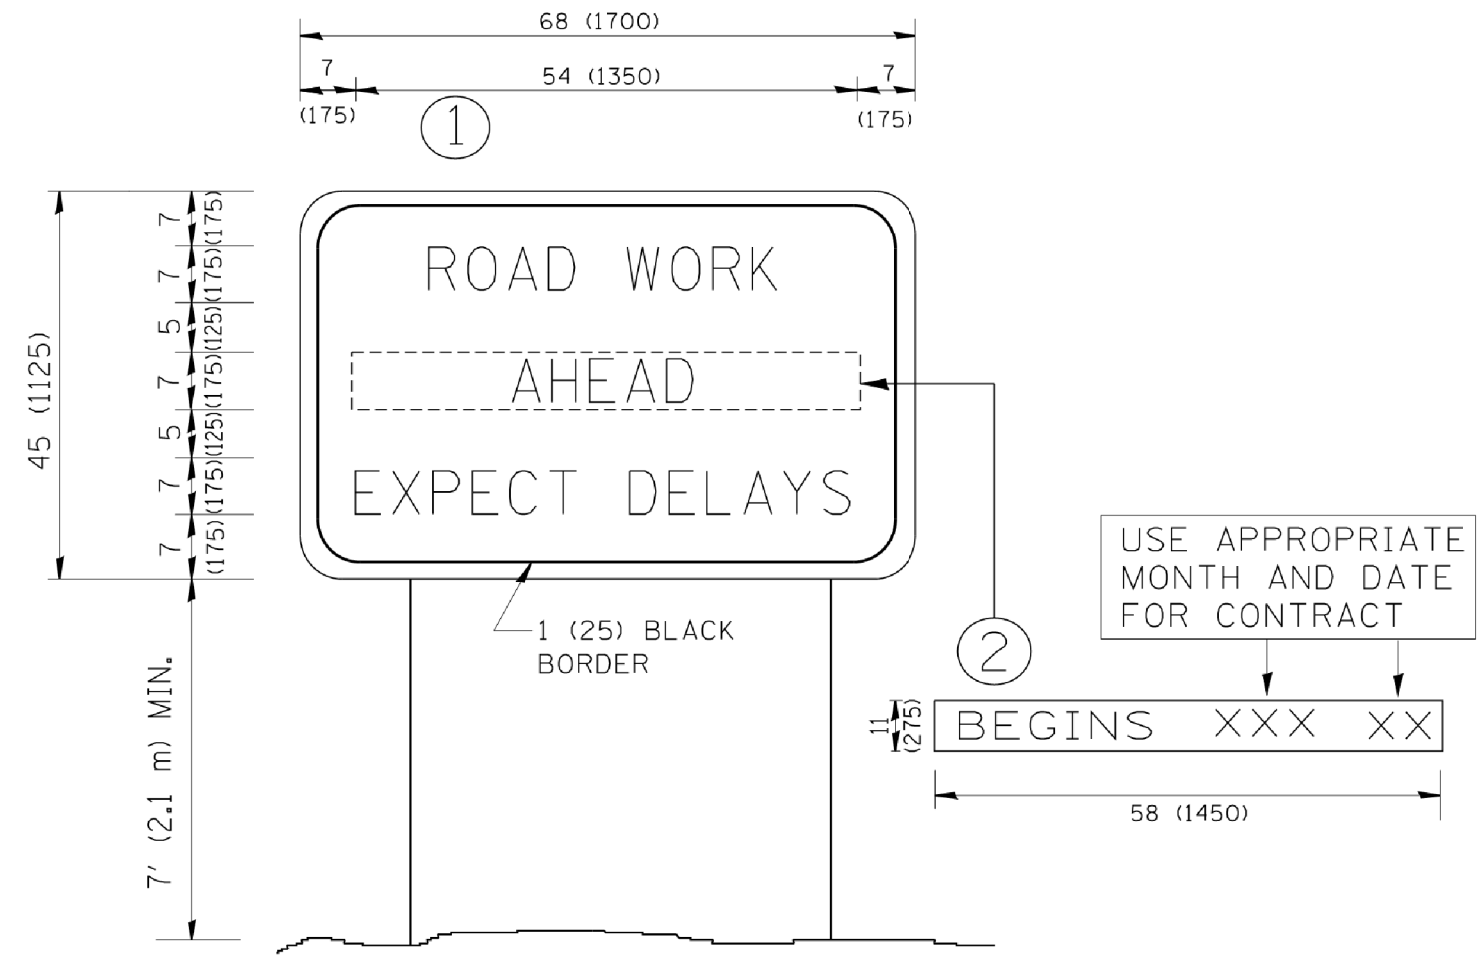 68 (1700)
7 54 (1350) 7
(175) (175)
1
ROAD WORK
AHEAD
EXPECT DELAYS
45 (1125)
7 (175)
7 (175)
5 (125)
7 (175)
5 (125)
7 (175)
7 (175)
7' (2.1 m) MIN.
1 (25) BLACK
BORDER
2
USE APPROPRIATE
MONTH AND DATE
FOR CONTRACT
11
(275)
BEGINS XXX XX
58 (1450)